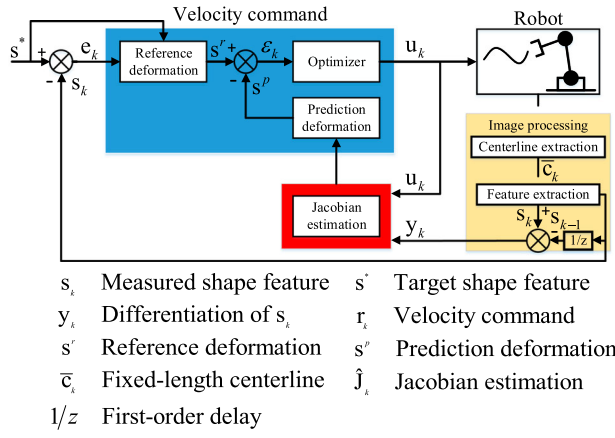 Velocity command
Robot
s* + e_k
Reference deformation
s^r + ε_k
Optimizer
u_k
- s_k
- s^p
Prediction deformation
Image processing
Centerline extraction
c̅_k
u_k
Feature extraction
Jacobian estimation
y_k
s_k + s_{k-1}
-
1/z
s_k Measured shape feature s* Target shape feature
y_k Differentiation of s_k r_k Velocity command
s^r Reference deformation s^p Prediction deformation
c̅_k Fixed-length centerline Ĵ_k Jacobian estimation
1/z First-order delay